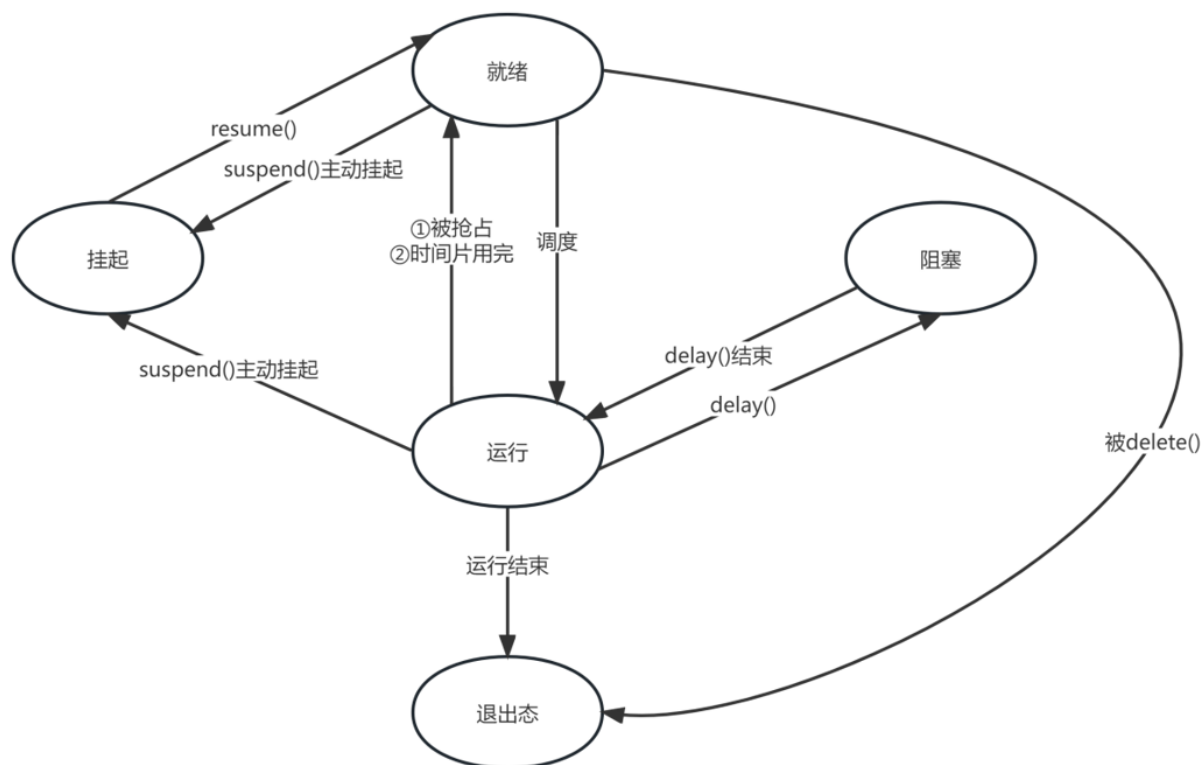 就绪
resume()
suspend()主动挂起
①被抢占
②时间片用完
调度
挂起
阻塞
suspend()主动挂起
delay()结束
delay()
被delete()
运行
运行结束
退出态